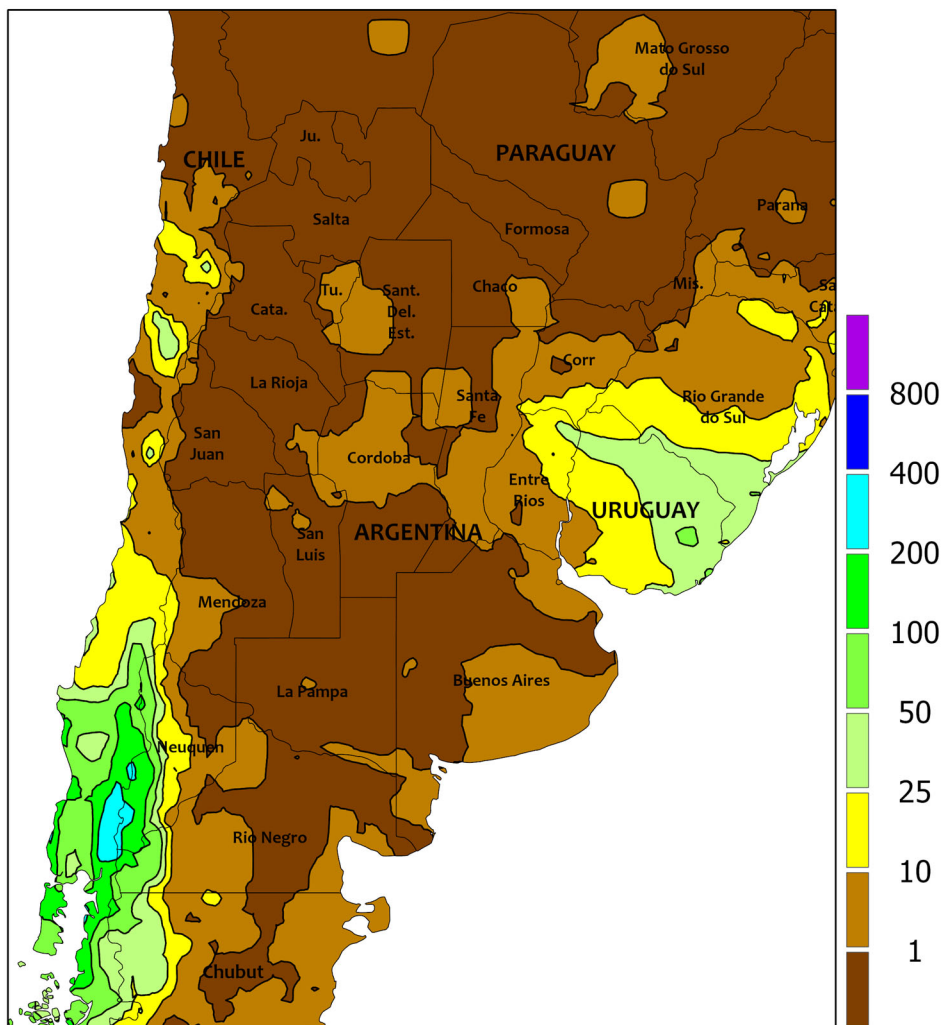 Mato Grosso
do Sul
Ju.
CHILE
PARAGUAY
Parana
Salta
Formosa
Tu.
Sant.
Del.
Est.
Chaco
Mis.
Sa
Cat.
Cata.
La Rioja
Corr
Santa
Fe
Rio Grande
do Sul
San
Juan
Cordoba
Entre
Rios
URUGUAY
ARGENTINA
San
Luis
Mendoza
La Pampa
Buenos Aires
Neuquen
Rio Negro
Chubut
800
400
200
100
50
25
10
1